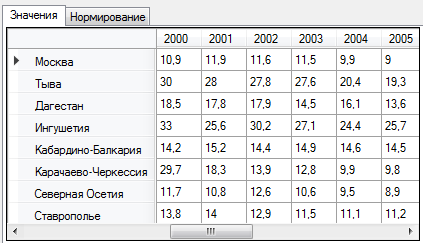 Значения Нормирование
2000 2001 2002 2003 2004 2005
Москва 10,9 11,9 11,6 11,5 9,9 9
Тыва 30 28 27,8 27,6 20,4 19,3
Дагестан 18,5 17,8 17,9 14,5 16,1 13,6
Ингушетия 33 25,6 30,2 27,1 24,4 25,7
Кабардино-Балкария 14,2 15,2 14,4 14,9 14,6 14,5
Карачаево-Черкессия 29,7 18,3 13,9 12,8 9,9 9,8
Северная Осетия 11,7 10,8 12,6 10,6 9,5 8,9
Ставрополье 13,8 14 12,9 11,5 11,1 11,2